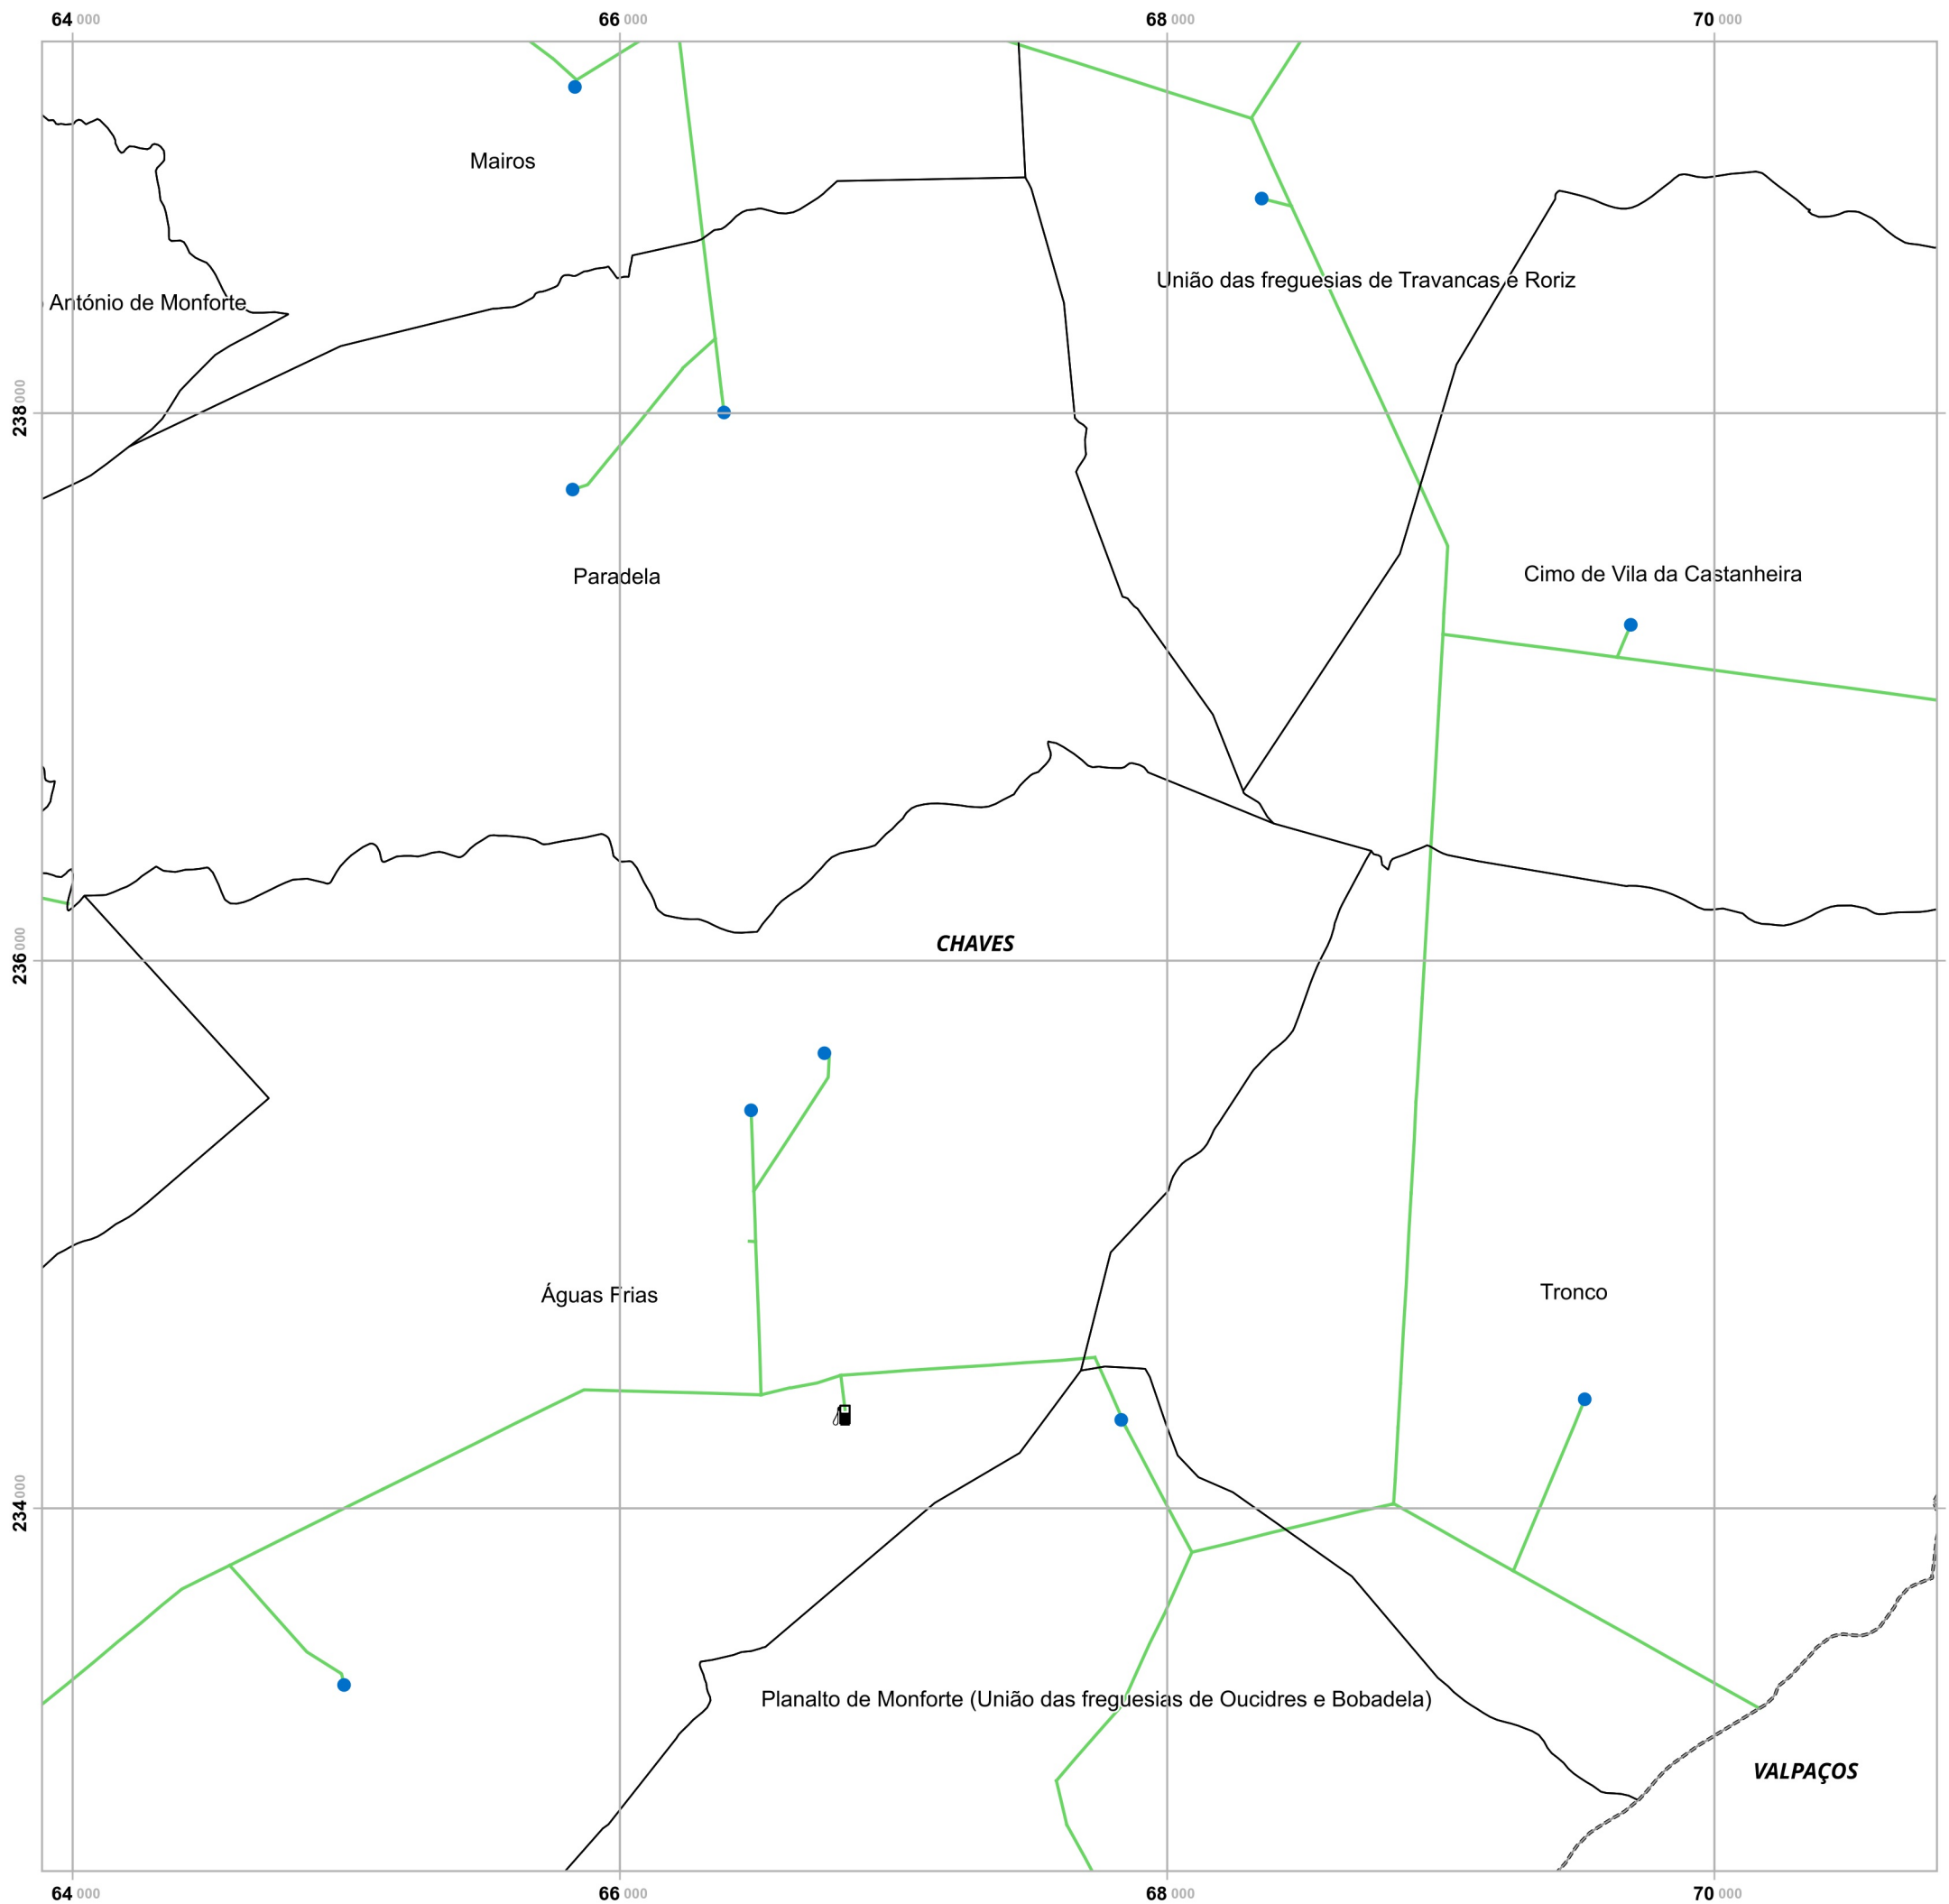 64 000 66 000 68 000 70 000
Mairos
União das freguesias de Travancas e Roriz
António de Monforte
238 000
Cimo de Vila da Castanheira
Paradela
CHAVES
236 000
Tronco
Águas Frias
234 000
Planalto de Monforte (União das freguesias de Oucidres e Bobadela)
VALPAÇOS
64 000 66 000 68 000 70 000